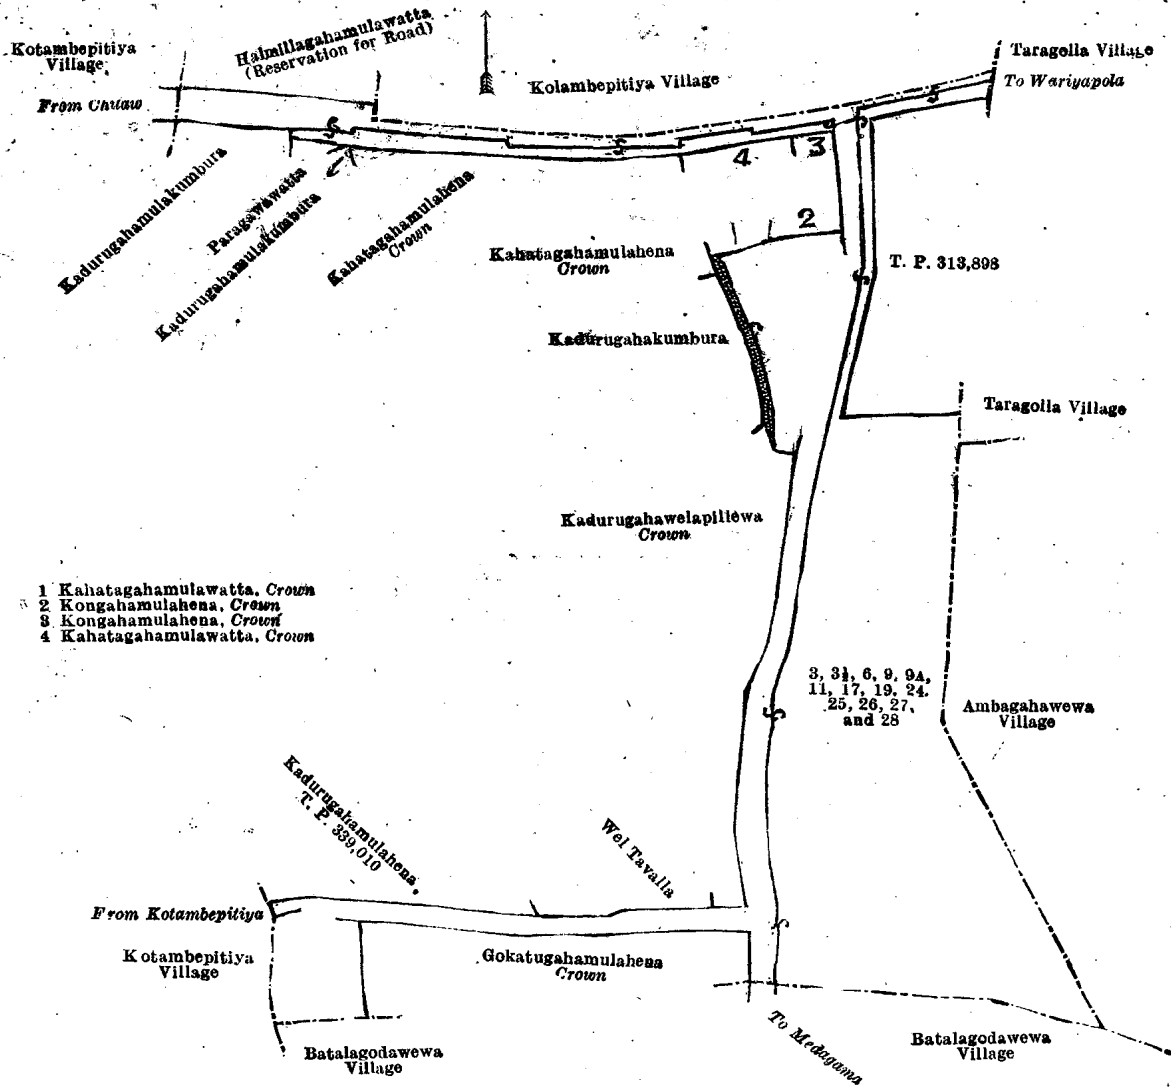 Kotambepitiya
Village
Halmillagahamulawatta
(Reservation for Road)
Kolambepitiya Village
Taragolla Village
To Wariyapola
From Chilaw
4
3
2
Kadurugahamulakumbura
Paragawawatta
Kadurugahamulakumbura
Kahatagahamulahena
Crown
Kahatagahamulahena
Crown
T. P. 313,898
Kadurugahakumbura
Taragolla Village
Kadurugahawelapillewa
Crown
1 Kahatagahamulawatta, Crown
2 Kongahamulahena, Crown
3 Kongahamulahena, Crown
4 Kahatagahamulawatta, Crown
3, 3½, 6, 9, 9A,
11, 17, 19, 24,
25, 26, 27,
and 28
Ambagahawewa
Village
Kadurugahamulahena,
T. P. 339,010
Wel Tavalla
From Kotambepitiya
Kotambepitiya
Village
Gokatugahamulahena
Crown
To Medagama
Batalagodawewa
Village
Batalagodawewa
Village